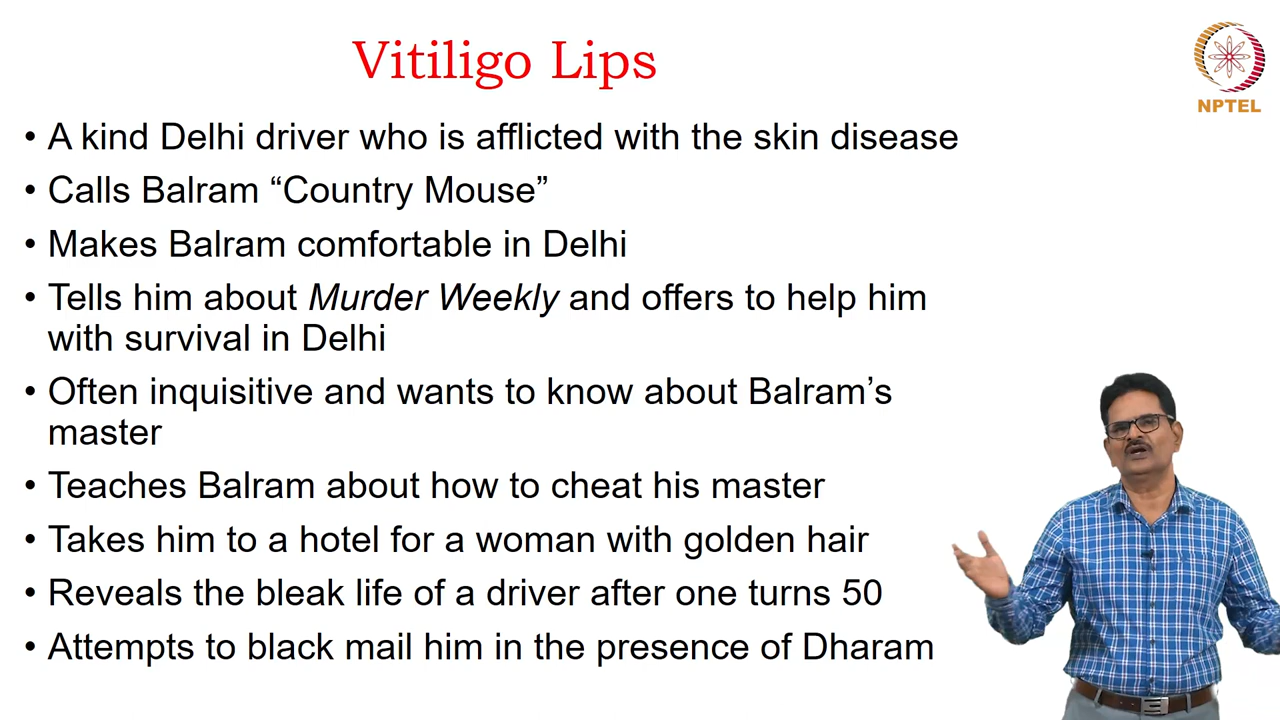 Vitiligo Lips
NPTEL
• A kind Delhi driver who is afflicted with the skin disease
• Calls Balram “Country Mouse”
• Makes Balram comfortable in Delhi
• Tells him about Murder Weekly and offers to help him
with survival in Delhi
• Often inquisitive and wants to know about Balram’s
master
• Teaches Balram about how to cheat his master
• Takes him to a hotel for a woman with golden hair
• Reveals the bleak life of a driver after one turns 50
• Attempts to black mail him in the presence of Dharam